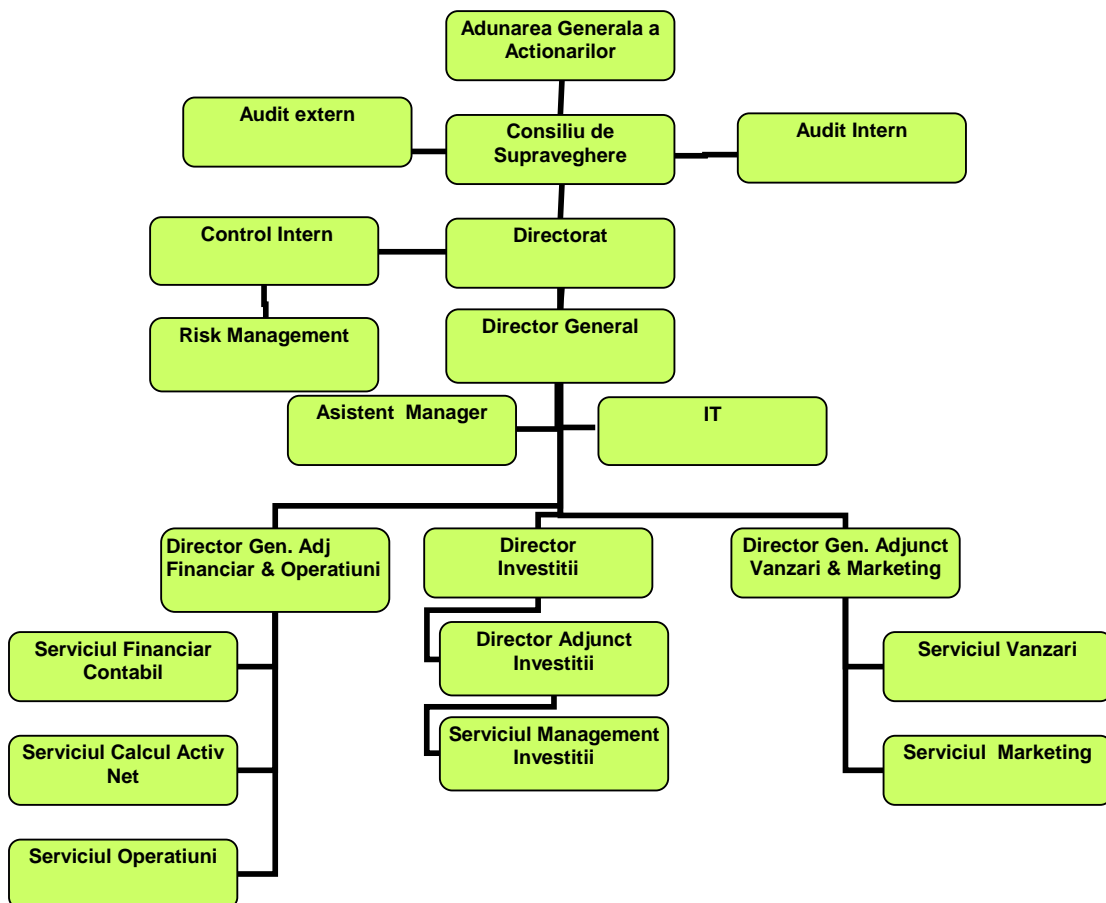 Adunarea Generala a
Actionarilor
Audit extern
Consiliu de
Supraveghere
Audit Intern
Control Intern
Directorat
Risk Management
Director General
Asistent  Manager
IT
Director Gen. Adj
Financiar & Operatiuni
Director
Investitii
Director Gen. Adjunct
Vanzari & Marketing
Serviciul Financiar
Contabil
Director Adjunct
Investitii
Serviciul Vanzari
Serviciul Calcul Activ
Net
Serviciul Management
Investitii
Serviciul  Marketing
Serviciul Operatiuni